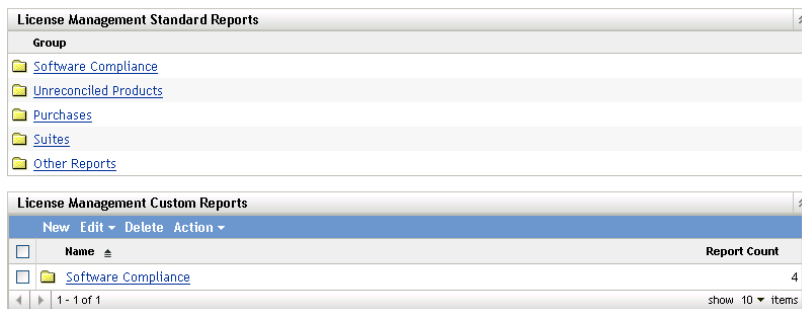 License Management Standard Reports
Group
Software Compliance
Unreconciled Products
Purchases
Suites
Other Reports
License Management Custom Reports
New Edit Delete Action
Name Report Count
Software Compliance 4
1 - 1 of 1 show 10 items